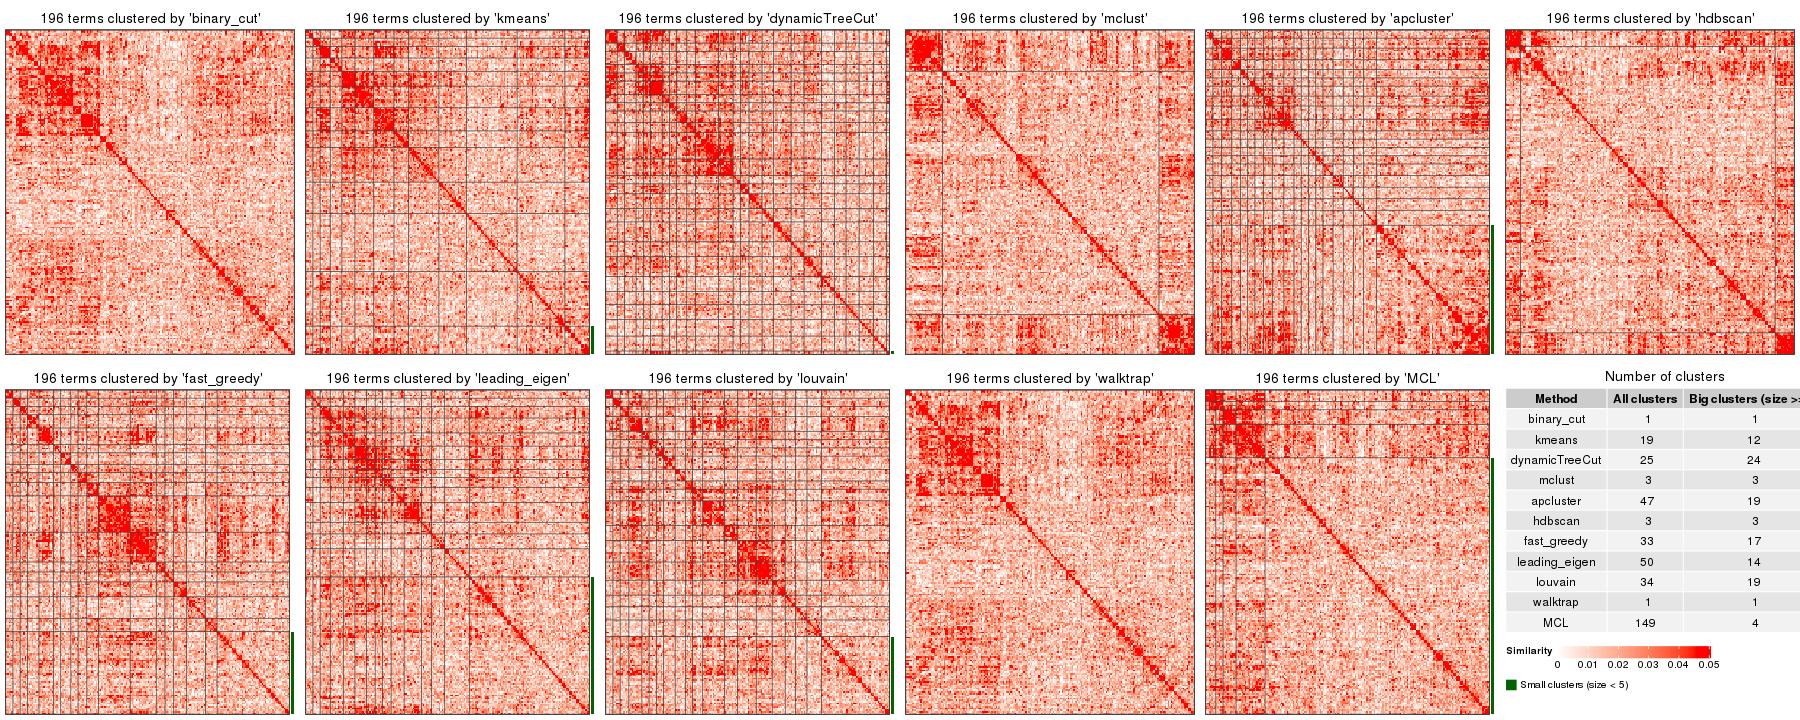 196 terms clustered by 'binary_cut'
196 terms clustered by 'kmeans'
196 terms clustered by 'dynamicTreeCut'
196 terms clustered by 'mclust'
196 terms clustered by 'apcluster'
196 terms clustered by 'hdbscan'
196 terms clustered by 'fast_greedy'
196 terms clustered by 'leading_eigen'
196 terms clustered by 'louvain'
196 terms clustered by 'walktrap'
196 terms clustered by 'MCL'
Number of clusters
Method All clusters Big clusters (size >=
binary_cut 1 1
kmeans 19 12
dynamicTreeCut 25 24
mclust 3 3
apcluster 47 19
hdbscan 3 3
fast_greedy 33 17
leading_eigen 50 14
louvain 34 19
walktrap 1 1
MCL 149 4
Similarity
0 0.01 0.02 0.03 0.04 0.05
Small clusters (size < 5)